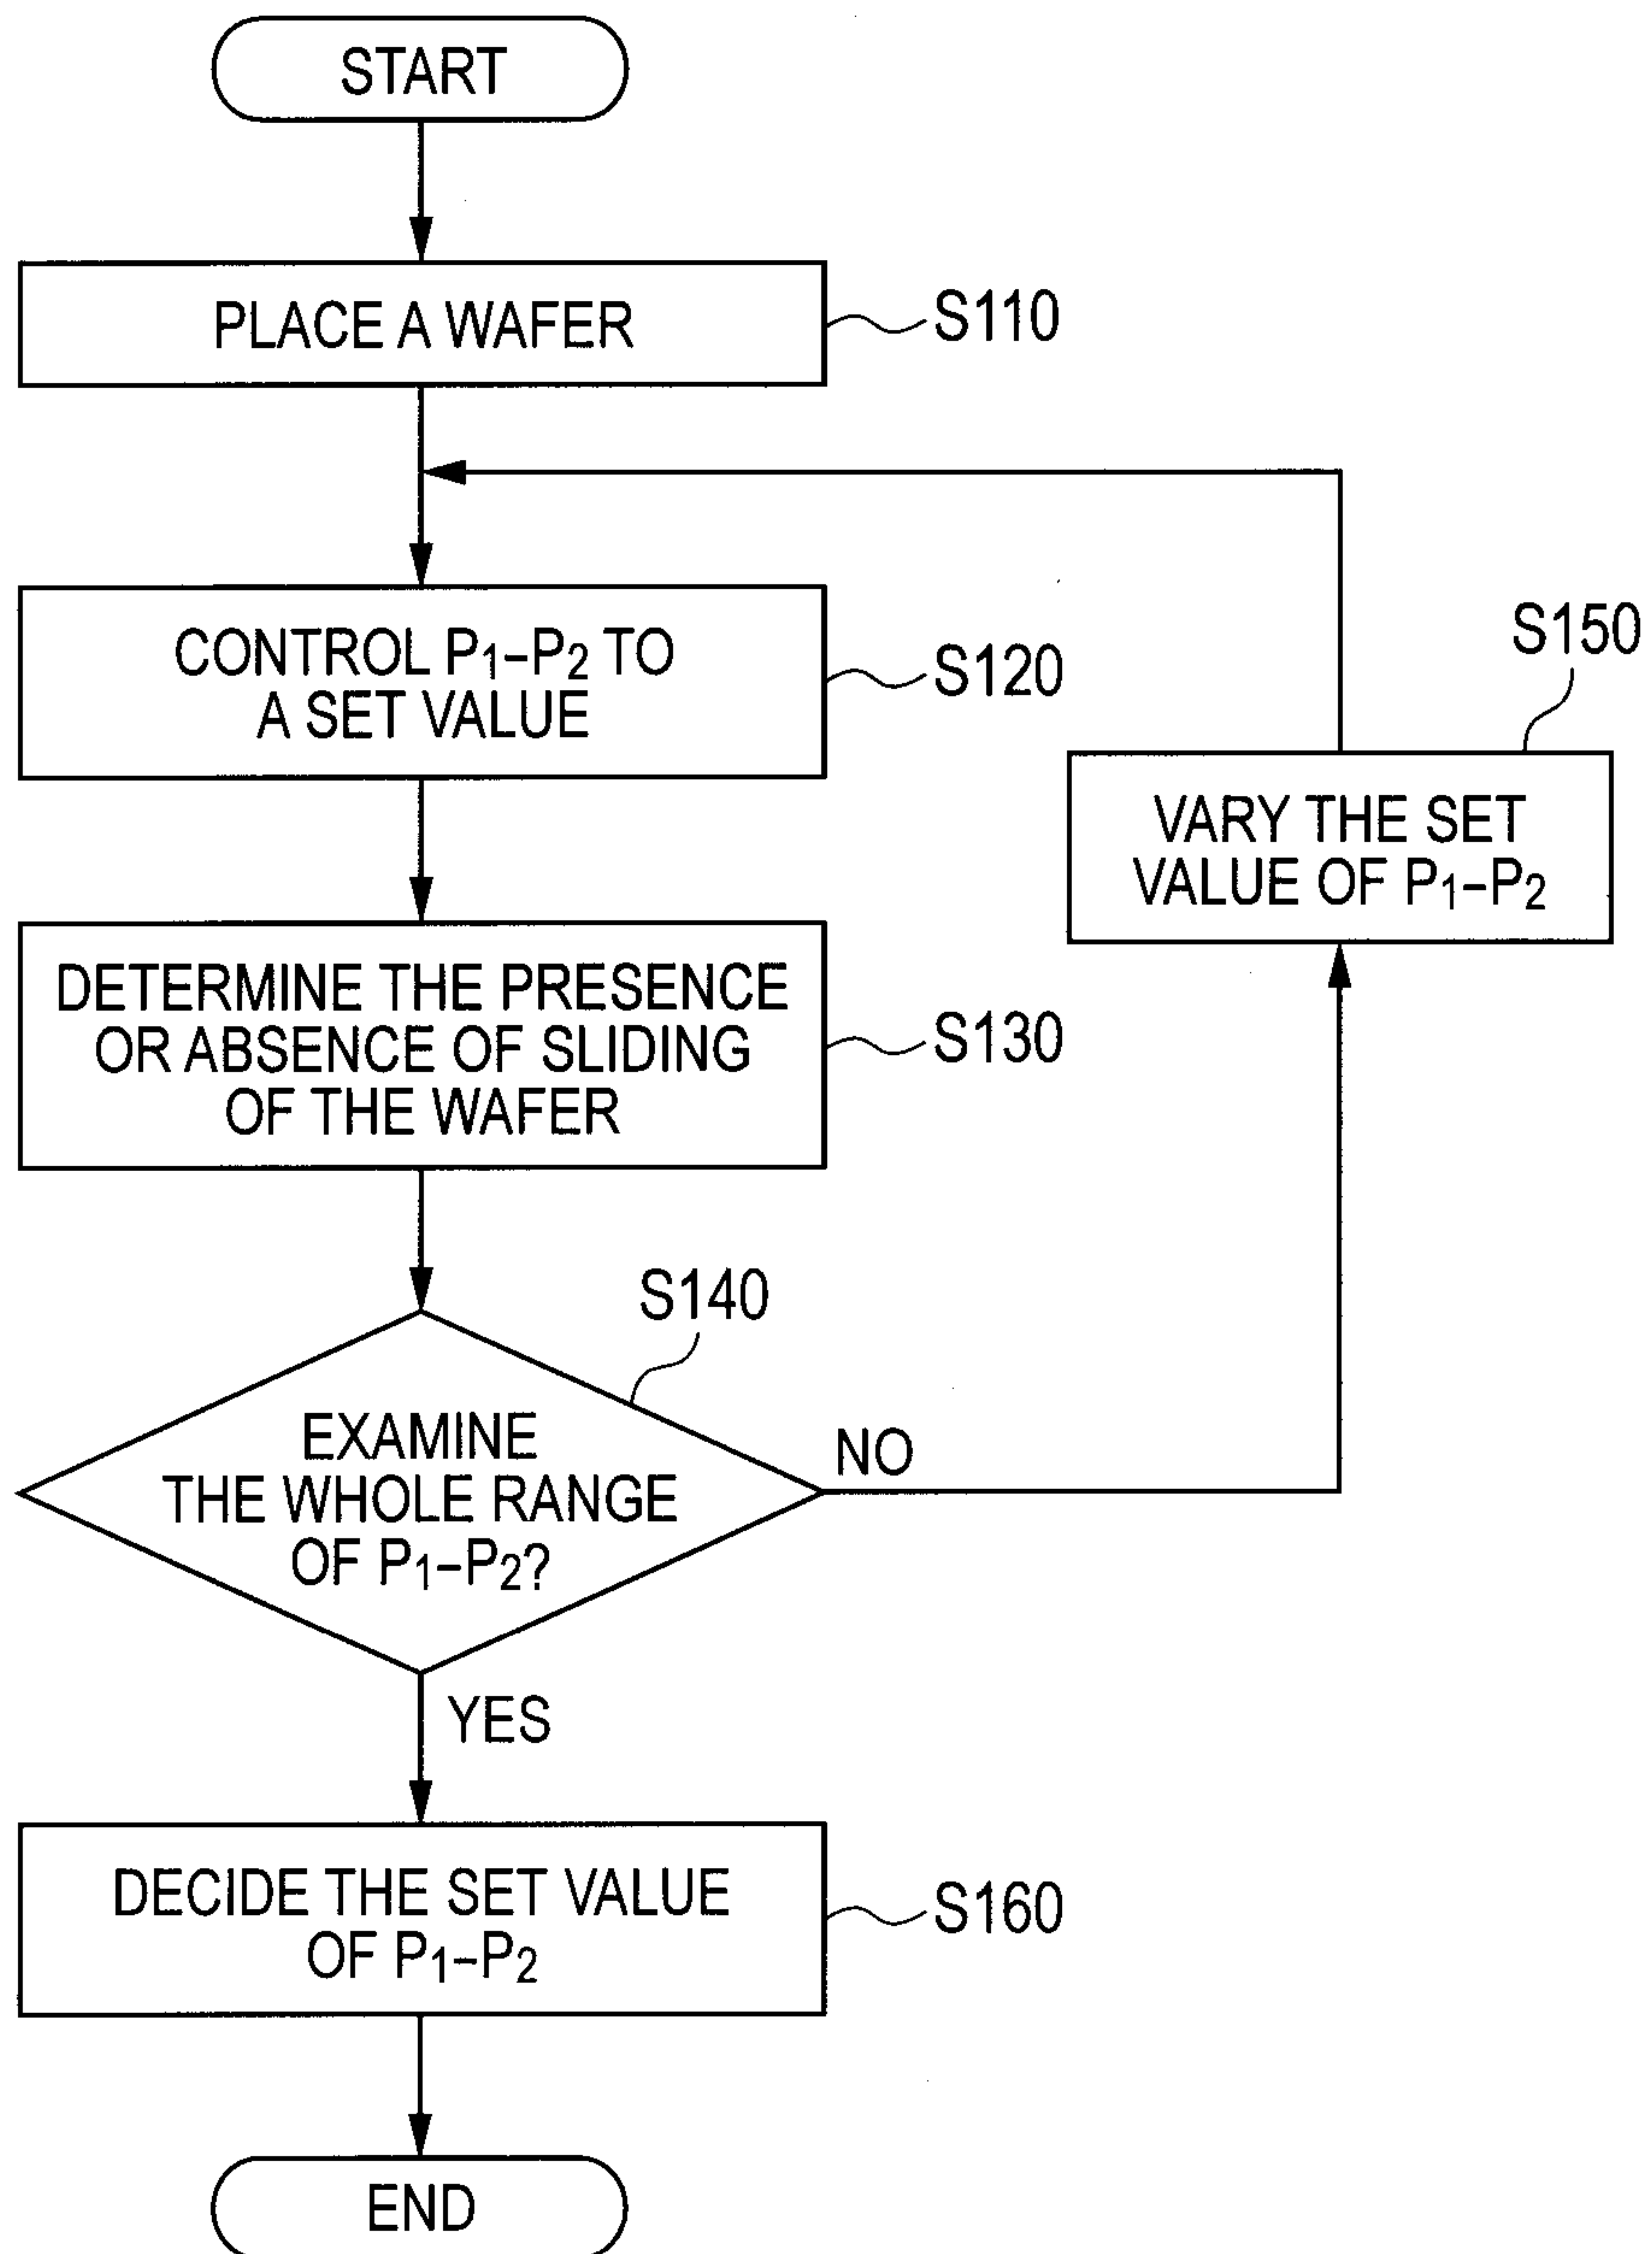 START
PLACE A WAFER
S110
CONTROL P₁–P₂ TO
A SET VALUE
S120
S150
VARY THE SET
VALUE OF P₁–P₂
DETERMINE THE PRESENCE
OR ABSENCE OF SLIDING
OF THE WAFER
S130
S140
EXAMINE
THE WHOLE RANGE
OF P₁–P₂?
NO
YES
DECIDE THE SET VALUE
OF P₁–P₂
S160
END